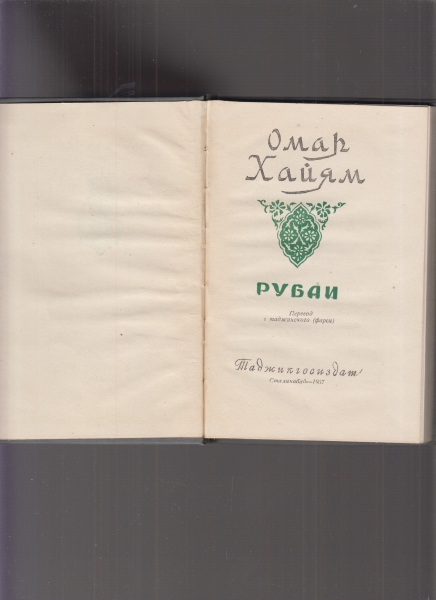 Омар
Хайям
РУБАИ
Перевод
с таджикского (фарси)
Таджикгосиздат
Сталинабад—1957